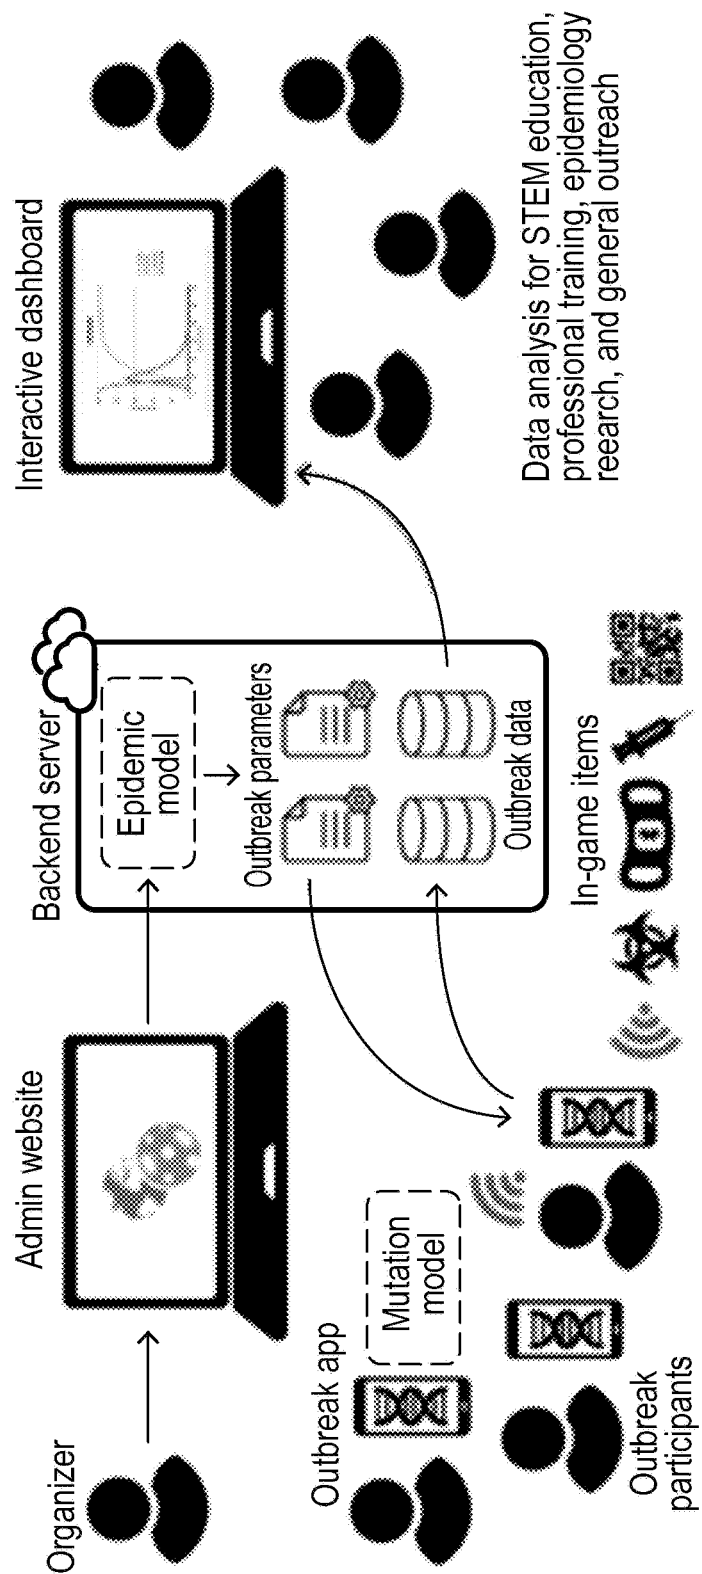 Organizer
Admin website
Backend server
Epidemic
model
Outbreak parameters
Outbreak data
Interactive dashboard
Outbreak app
Mutation
model
Outbreak
participants
In-game items
Data analysis for STEM education,
professional training, epidemiology
reearch, and general outreach